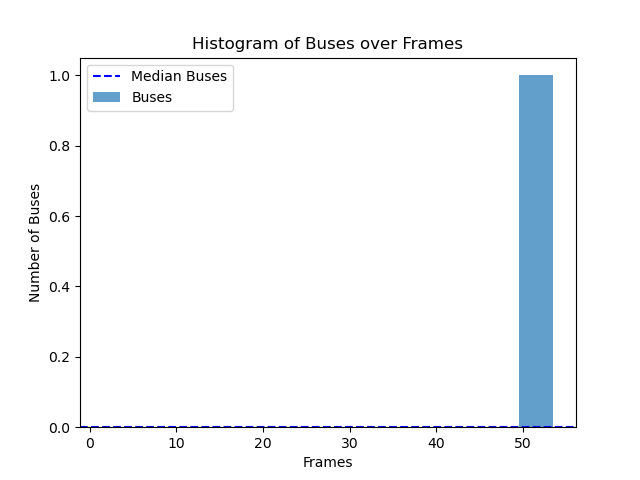 Histogram of Buses over Frames
Median Buses
Buses
1.0
0.8
0.6
0.4
0.2
0.0
Number of Buses
0 10 20 30 40 50
Frames